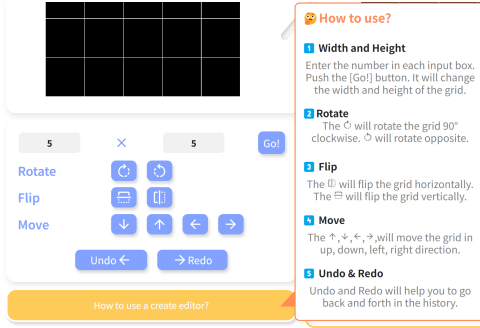 5 × 5 Go!
Rotate
Flip
Move
Undo ← → Redo
How to use a create editor?
🤔How to use?
1 Width and Height
Enter the number in each input box.
Push the [Go!] button. It will change
the width and height of the grid.
2 Rotate
The ↻ will rotate the grid 90°
clockwise. ↺ will rotate opposite.
3 Flip
The will flip the grid horizontally.
The will flip the grid vertically.
4 Move
The ↑,↓,←,→,will move the grid in
up, down, left, right direction.
5 Undo & Redo
Undo and Redo will help you to go
back and forth in the history.